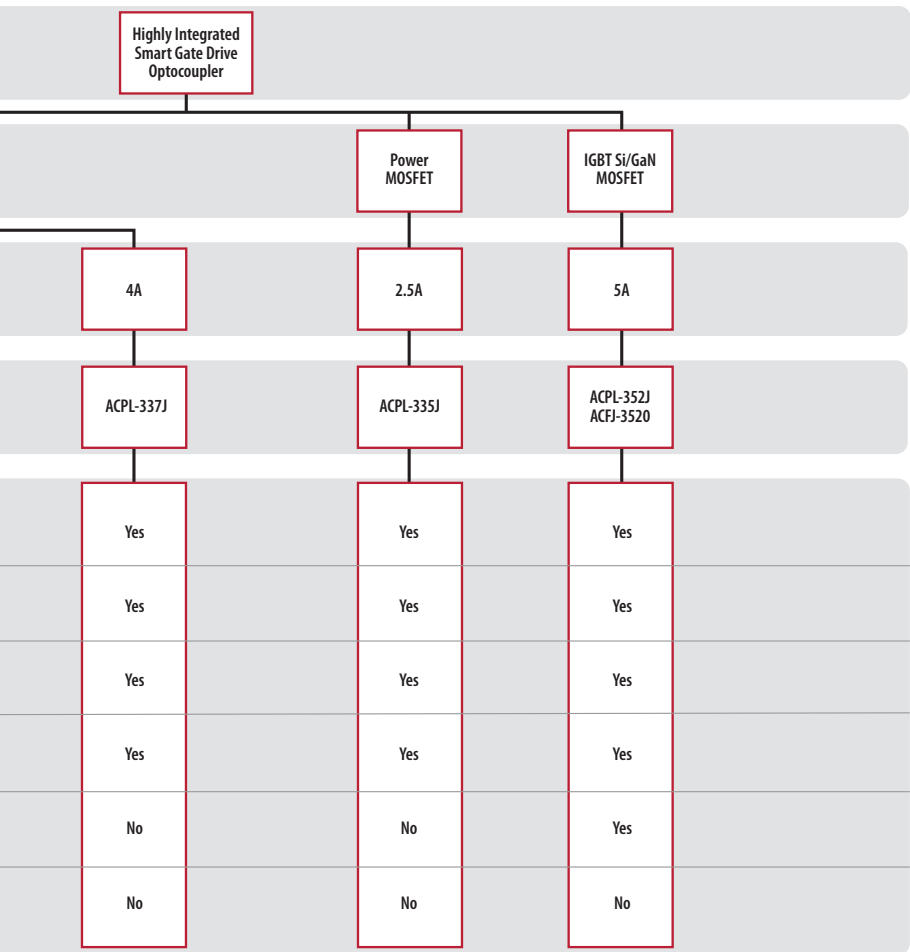 Highly Integrated
Smart Gate Drive
Optocoupler
Power
MOSFET
IGBT Si/GaN
MOSFET
4A
2.5A
5A
ACPL-337J
ACPL-335J
ACPL-352J
ACFJ-3520
Yes
Yes
Yes
Yes
Yes
Yes
Yes
Yes
Yes
Yes
Yes
Yes
No
No
Yes
No
No
No